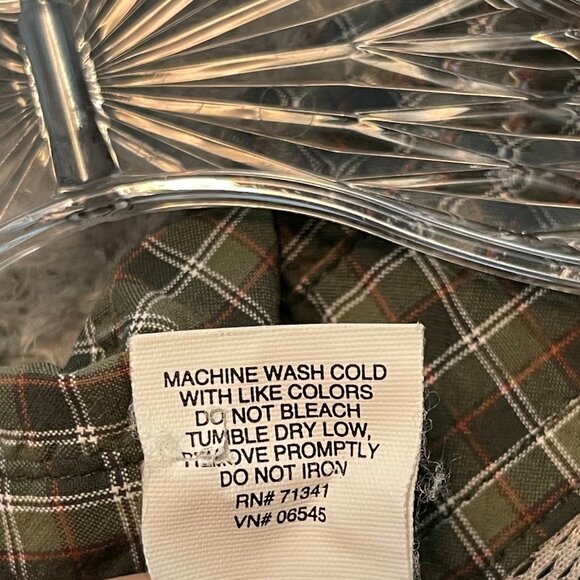 MACHINE WASH COLD
WITH LIKE COLORS
DO NOT BLEACH
TUMBLE DRY LOW,
REMOVE PROMPTLY
DO NOT IRON
RN# 71341
VN# 06545